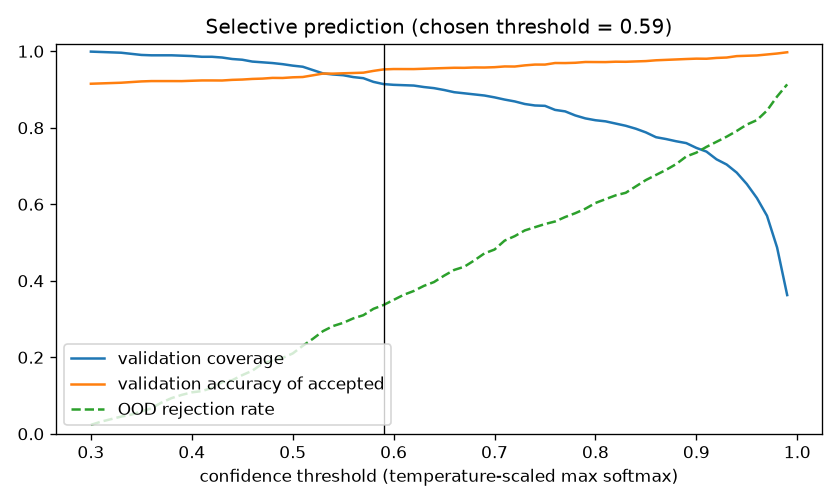 Selective prediction (chosen threshold = 0.59)
1.0
0.8
0.6
0.4
0.2
0.0
validation coverage
validation accuracy of accepted
OOD rejection rate
0.3 0.4 0.5 0.6 0.7 0.8 0.9 1.0
confidence threshold (temperature-scaled max softmax)